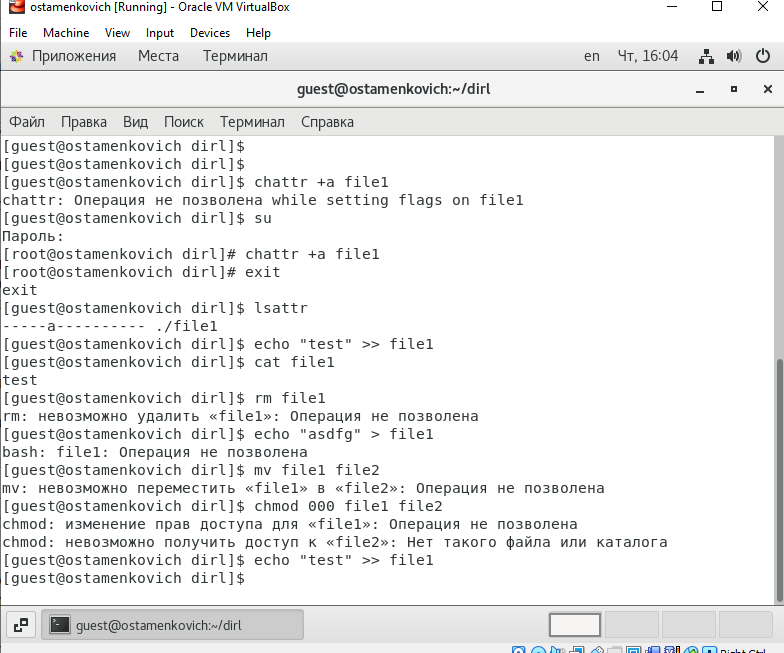 ostamenkovich [Running] - Oracle VM VirtualBox
File Machine View Input Devices Help
Приложения Места Терминал en Чт, 16:04
guest@ostamenkovich:~/dirl
Файл Правка Вид Поиск Терминал Справка
[guest@ostamenkovich dirl]$
[guest@ostamenkovich dirl]$
[guest@ostamenkovich dirl]$ chattr +a file1
chattr: Операция не позволена while setting flags on file1
[guest@ostamenkovich dirl]$ su
Пароль:
[root@ostamenkovich dirl]# chattr +a file1
[root@ostamenkovich dirl]# exit
exit
[guest@ostamenkovich dirl]$ lsattr
-----a---------- ./file1
[guest@ostamenkovich dirl]$ echo "test" >> file1
[guest@ostamenkovich dirl]$ cat file1
test
[guest@ostamenkovich dirl]$ rm file1
rm: невозможно удалить «file1»: Операция не позволена
[guest@ostamenkovich dirl]$ echo "asdfg" > file1
bash: file1: Операция не позволена
[guest@ostamenkovich dirl]$ mv file1 file2
mv: невозможно переместить «file1» в «file2»: Операция не позволена
[guest@ostamenkovich dirl]$ chmod 000 file1 file2
chmod: изменение прав доступа для «file1»: Операция не позволена
chmod: невозможно получить доступ к «file2»: Нет такого файла или каталога
[guest@ostamenkovich dirl]$ echo "test" >> file1
[guest@ostamenkovich dirl]$
guest@ostamenkovich:~/dirl
Right Ctrl